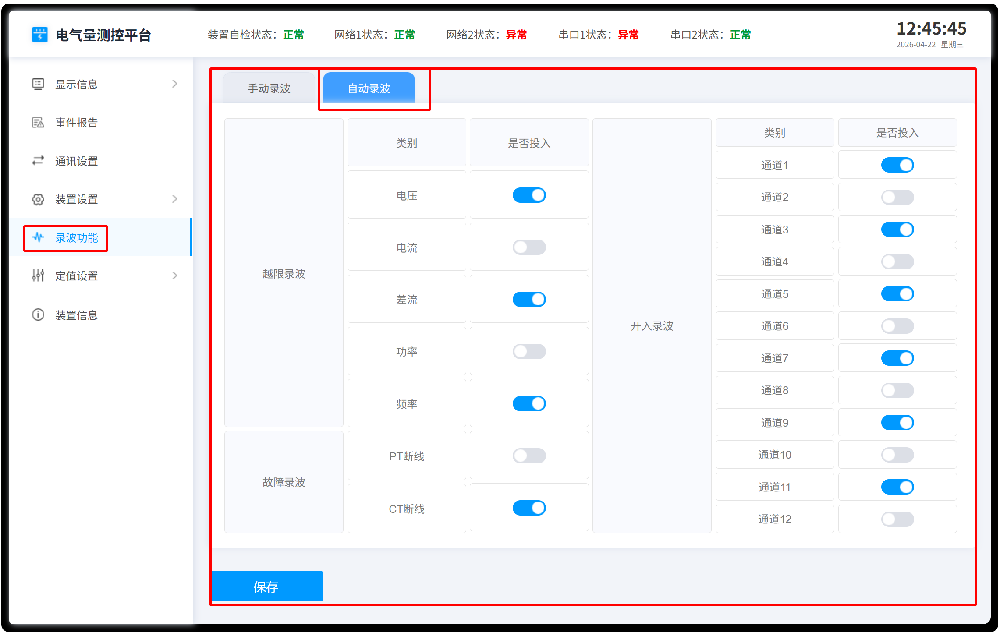 电气量测控平台
装置自检状态：正常 网络1状态：正常 网络2状态：异常 串口1状态：异常 串口2状态：正常
12:45:45
2026-04-22 星期三
显示信息
事件报告
通讯设置
装置设置
录波功能
定值设置
装置信息
手动录波 自动录波
越限录波
类别 是否投入
电压
电流
差流
功率
频率
故障录波
PT断线
CT断线
开入录波
类别 是否投入
通道1
通道2
通道3
通道4
通道5
通道6
通道7
通道8
通道9
通道10
通道11
通道12
保存